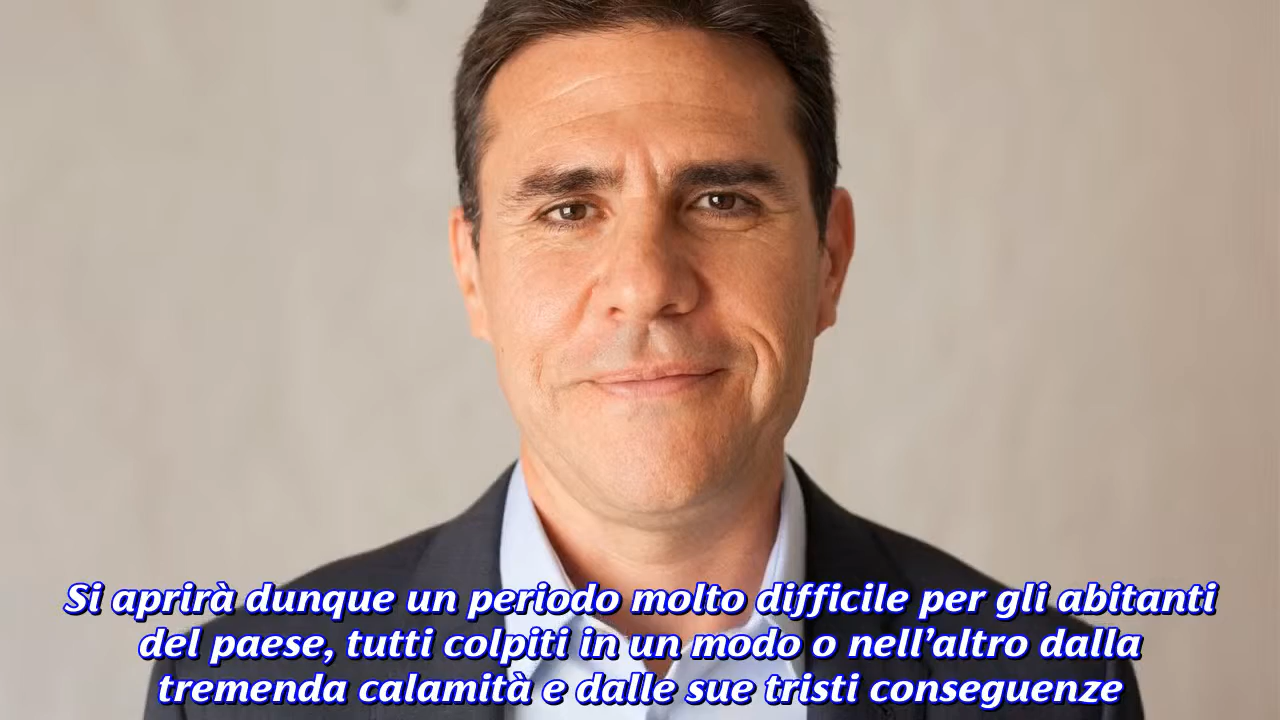 Si aprirà dunque un periodo molto difficile per gli abitanti
del paese, tutti colpiti in un modo o nell’altro dalla
tremenda calamità e dalle sue tristi conseguenze